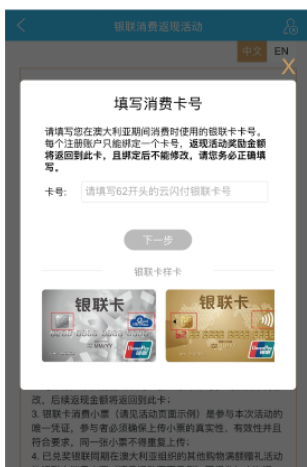 银联消费返现活动
中文 EN
X
填写消费卡号
请填写您在澳大利亚期间消费时使用的银联卡卡号。
每个注册账户只能绑定一个卡号，返现活动奖励金额
将返回到此卡，且绑定后不能修改，请您务必正确填
写。
卡号: 请填写62开头的云闪付银联卡号
下一步
银联卡样卡
银联卡
银联卡
改，后续返现金额将返回到此卡；
3. 银联卡消费小票（请见活动页面示例）是参与本次活动的
唯一凭证，参与者必须确保上传小票的真实性、有效性并且
符合要求，同一张小票不得重复上传；
4. 已兑奖银联同期在澳大利亚组织的其他购物满额赠礼活动